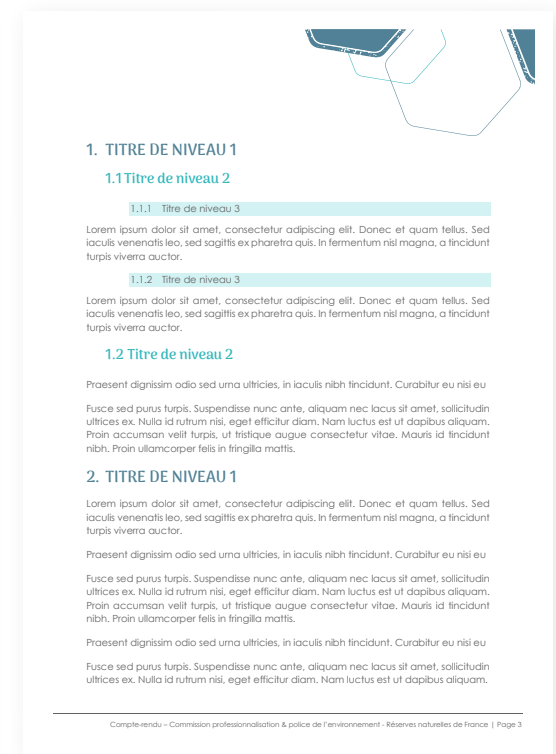 1. TITRE DE NIVEAU 1
1.1 Titre de niveau 2
1.1.1 Titre de niveau 3
Lorem ipsum dolor sit amet, consectetur adipiscing elit. Donec et quam tellus. Sed
iaculis venenatis leo, sed sagittis ex pharetra quis. In fermentum nisl magna, a tincidunt
turpis viverra auctor.
1.1.2 Titre de niveau 3
Lorem ipsum dolor sit amet, consectetur adipiscing elit. Donec et quam tellus. Sed
iaculis venenatis leo, sed sagittis ex pharetra quis. In fermentum nisl magna, a tincidunt
turpis viverra auctor.
1.2 Titre de niveau 2
Praesent dignissim odio sed urna ultricies, in iaculis nibh tincidunt. Curabitur eu nisi eu
Fusce sed purus turpis. Suspendisse nunc ante, aliquam nec lacus sit amet, sollicitudin
ultrices ex. Nulla id rutrum nisi, eget efficitur diam. Nam luctus est ut dapibus aliquam.
Proin accumsan velit turpis, ut tristique augue consectetur vitae. Mauris id tincidunt
nibh. Proin ullamcorper felis in fringilla mattis.
2. TITRE DE NIVEAU 1
Lorem ipsum dolor sit amet, consectetur adipiscing elit. Donec et quam tellus. Sed
iaculis venenatis leo, sed sagittis ex pharetra quis. In fermentum nisl magna, a tincidunt
turpis viverra auctor.
Praesent dignissim odio sed urna ultricies, in iaculis nibh tincidunt. Curabitur eu nisi eu
Fusce sed purus turpis. Suspendisse nunc ante, aliquam nec lacus sit amet, sollicitudin
ultrices ex. Nulla id rutrum nisi, eget efficitur diam. Nam luctus est ut dapibus aliquam.
Proin accumsan velit turpis, ut tristique augue consectetur vitae. Mauris id tincidunt
nibh. Proin ullamcorper felis in fringilla mattis.
Praesent dignissim odio sed urna ultricies, in iaculis nibh tincidunt. Curabitur eu nisi eu
Fusce sed purus turpis. Suspendisse nunc ante, aliquam nec lacus sit amet, sollicitudin
ultrices ex. Nulla id rutrum nisi, eget efficitur diam. Nam luctus est ut dapibus aliquam.
Compte-rendu – Commission professionnalisation & police de l'environnement - Réserves naturelles de France | Page 3